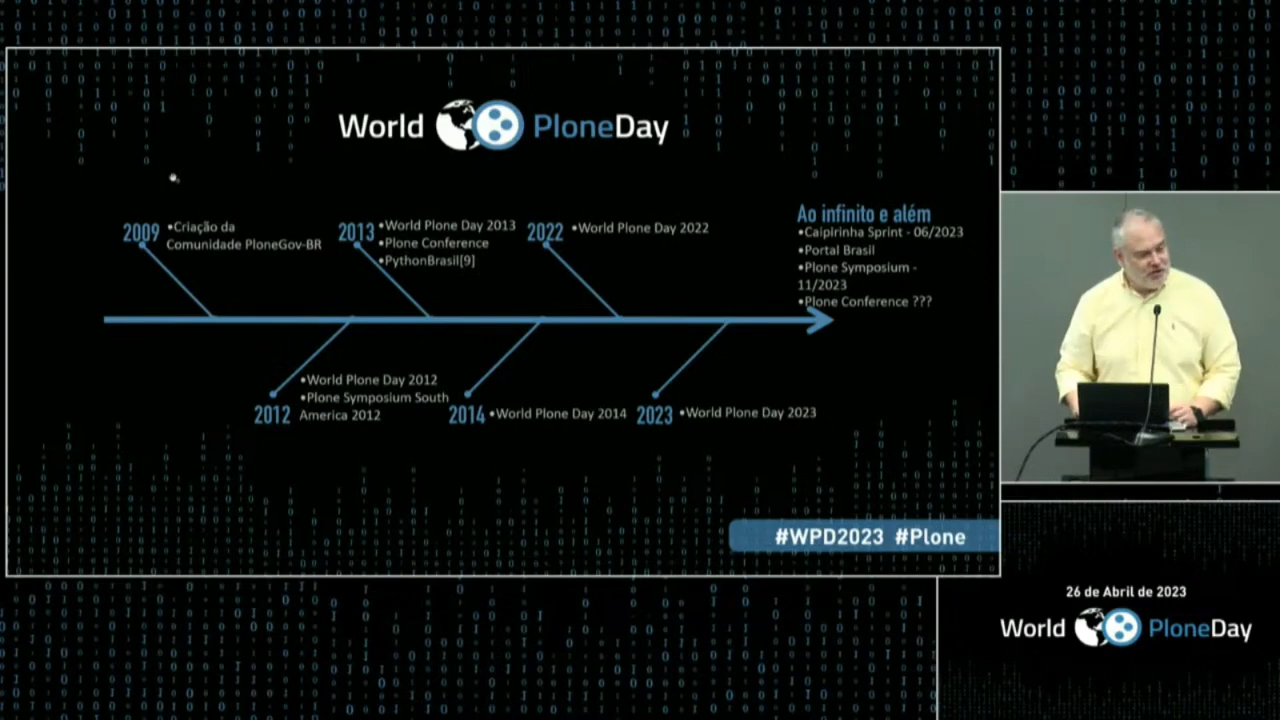 World PloneDay
2009
•Criação da
Comunidade PloneGov-BR
2013
•World Plone Day 2013
•Plone Conference
•PythonBrasil[9]
2022
•World Plone Day 2022
Ao infinito e além
•Caipirinha Sprint - 06/2023
•Portal Brasil
•Plone Symposium -
11/2023
•Plone Conference ???
2012
•World Plone Day 2012
•Plone Symposium South
America 2012
2014
•World Plone Day 2014
2023
•World Plone Day 2023
#WPD2023 #Plone
26 de Abril de 2023
World PloneDay